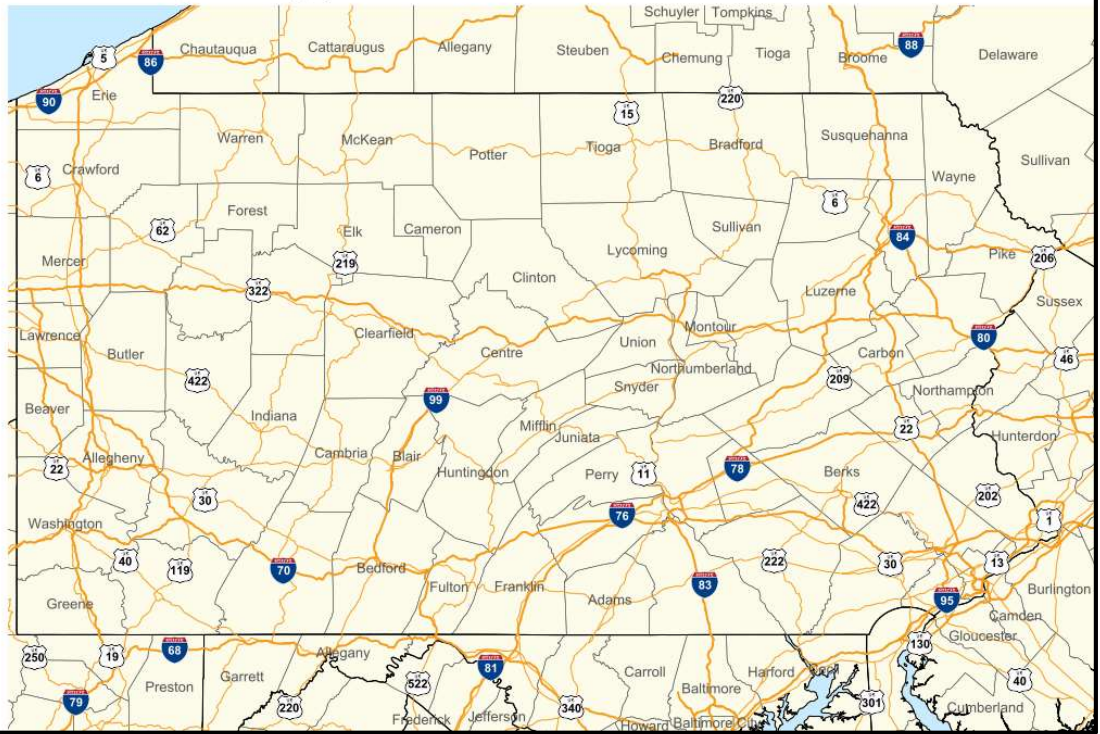 Schuyler Tompkins
5
86
Chautauqua
Cattaraugus
Allegany
Steuben
Chemung
Tioga
Broome
88
Delaware
90
Erie
15
220
Warren
McKean
Potter
Tioga
Bradford
Susquehanna
Crawford
6
Sullivan
Wayne
Forest
62
Elk
Cameron
Lycoming
Sullivan
6
84
Mercer
219
Pike
206
322
Clinton
Luzerne
Sussex
Lawrence
Clearfield
Montour
80
Butler
Centre
Union
Carbon
46
422
Northumberland
209
Snyder
Northampton
99
Beaver
Indiana
Mifflin
22
Juniata
Hunterdon
Allegheny
22
Cambria
Blair
Huntingdon
Perry
11
78
Berks
30
202
422
Washington
76
1
40
119
70
Bedford
Fulton
Franklin
83
222
30
13
Greene
Adams
95
Burlington
Camden
Gloucester
250
19
68
Allegany
130
79
Preston
Garrett
81
Carroll
Harford
Cecil
40
522
Baltimore
220
340
301
Cumberland
Frederick
Jefferson
Howard
Baltimore City